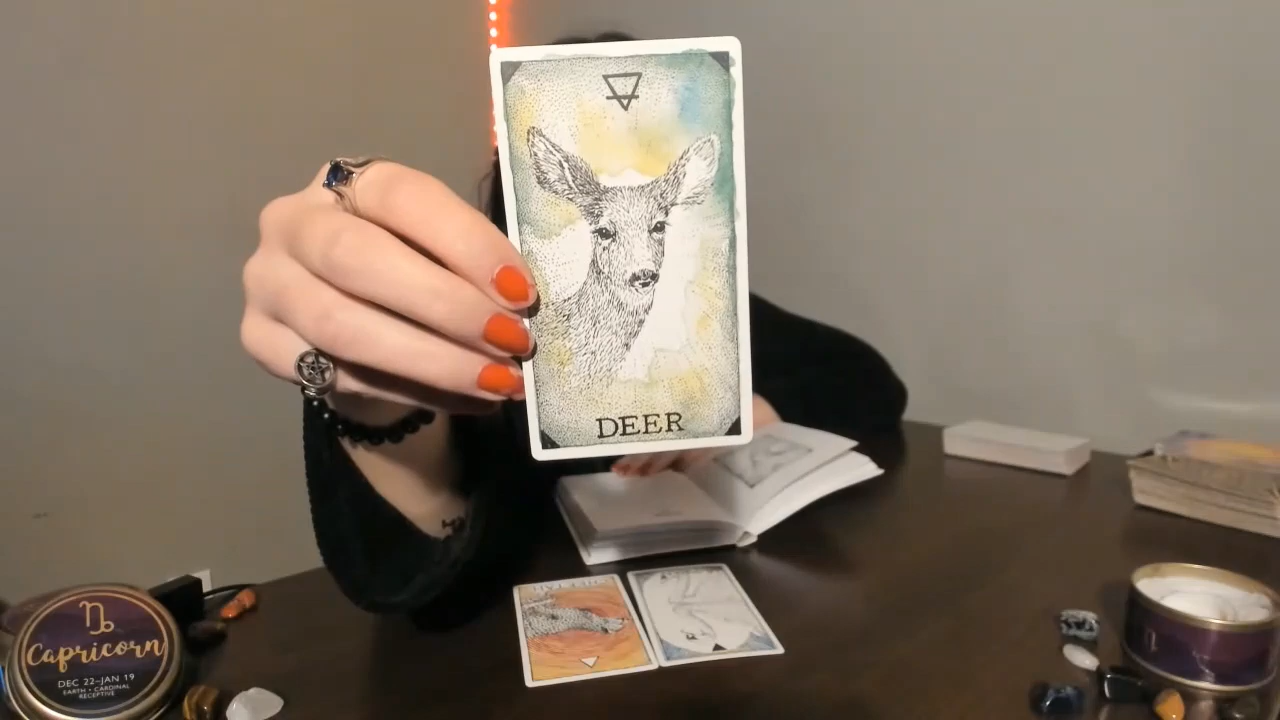 DEER
Capricorn
DEC 22–JAN 19
EARTH • CARDINAL
RECEPTIVE